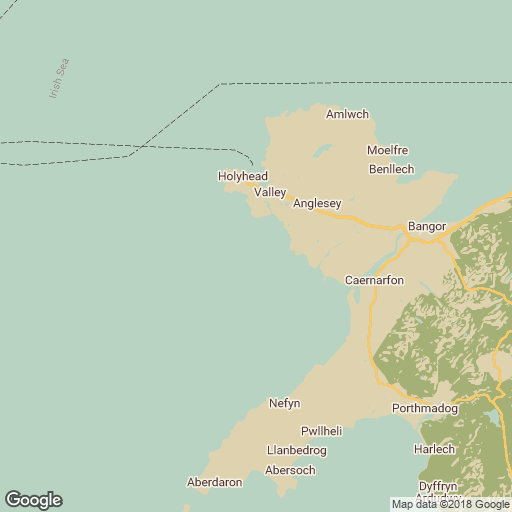 Irish Sea
Amlwch
Moelfre
Benllech
Holyhead
Valley
Anglesey
Bangor
Caernarfon
Nefyn
Porthmadog
Pwllheli
Llanbedrog
Harlech
Abersoch
Aberdaron
Dyffryn
Ardudwy
Google
Map data ©2018 Google